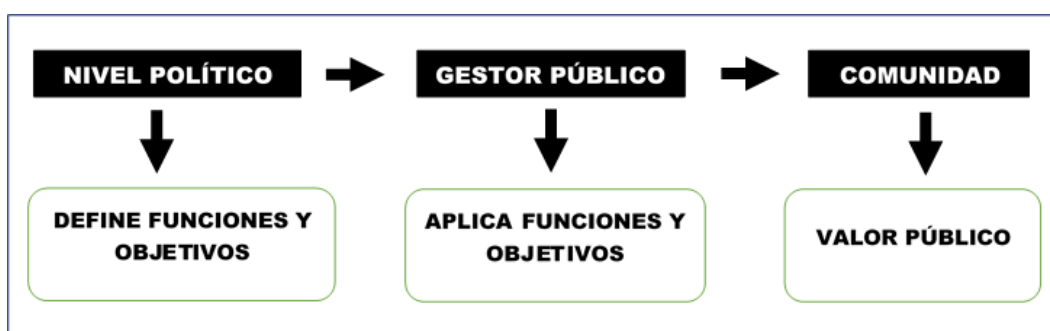 NIVEL POLÍTICO
GESTOR PÚBLICO
COMUNIDAD
DEFINE FUNCIONES Y
OBJETIVOS
APLICA FUNCIONES Y
OBJETIVOS
VALOR PÚBLICO